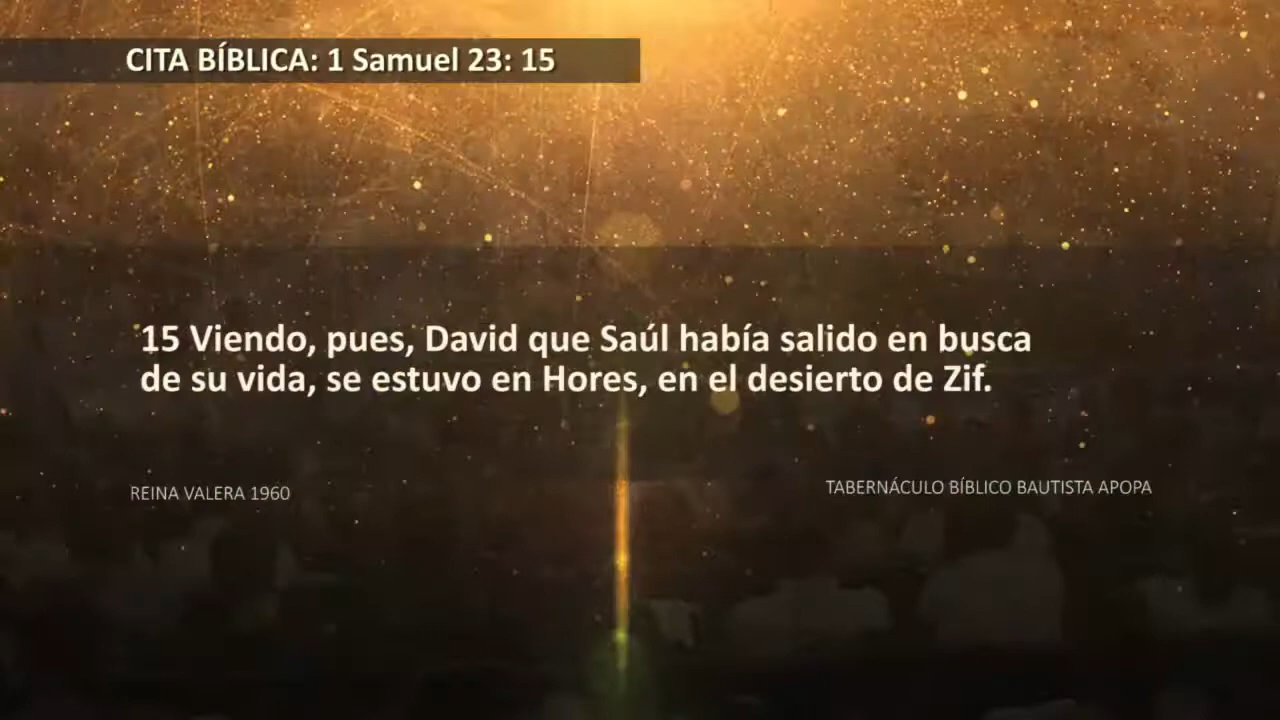 CITA BÍBLICA: 1 Samuel 23: 15
15 Viendo, pues, David que Saúl había salido en busca
de su vida, se estuvo en Hores, en el desierto de Zif.
REINA VALERA 1960
TABERNÁCULO BÍBLICO BAUTISTA APOPA